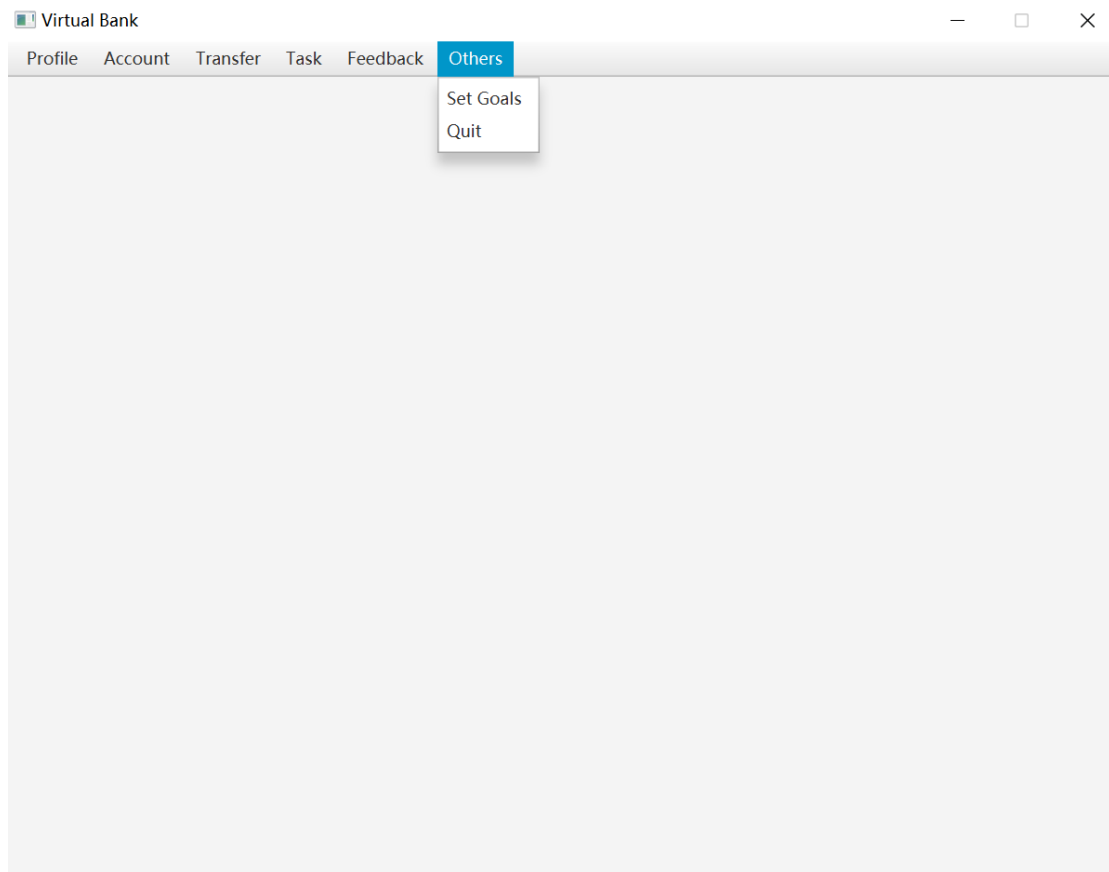 Virtual Bank
Profile Account Transfer Task Feedback Others
Set Goals
Quit